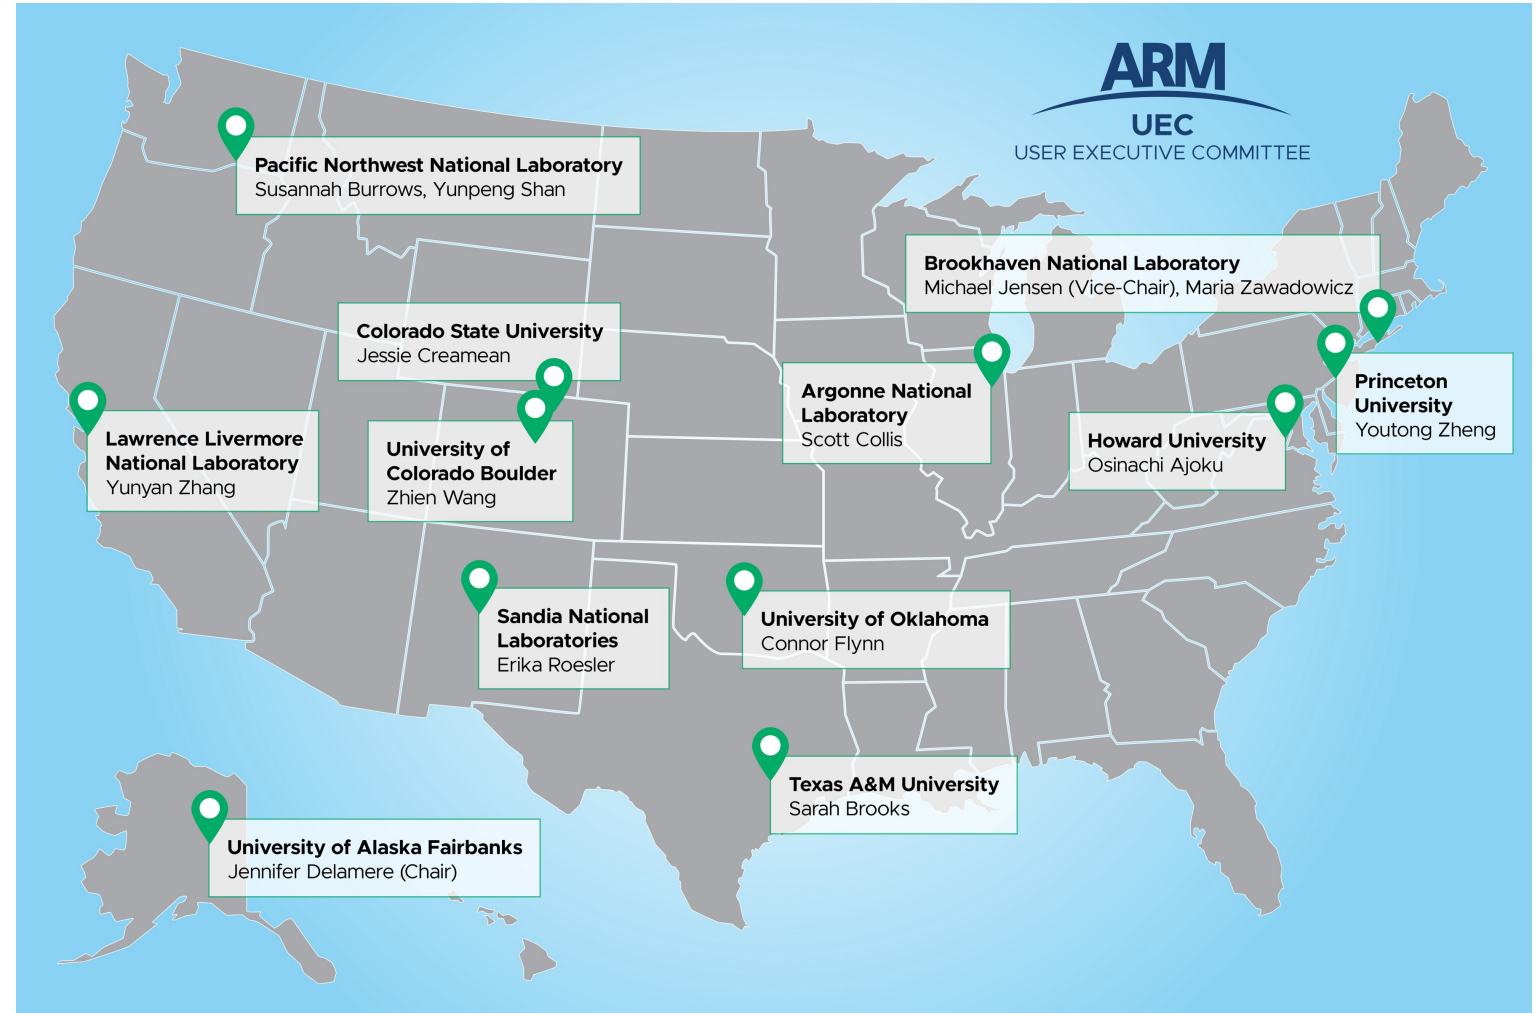 ARM
UEC
USER EXECUTIVE COMMITTEE
Pacific Northwest National Laboratory
Susannah Burrows, Yunpeng Shan
Brookhaven National Laboratory
Michael Jensen (Vice-Chair), Maria Zawadowicz
Colorado State University
Jessie Creamean
Argonne National
Laboratory
Scott Collis
Princeton
University
Youtong Zheng
Lawrence Livermore
National Laboratory
Yunyan Zhang
University of
Colorado Boulder
Zhien Wang
Howard University
Osinachi Ajoku
Sandia National
Laboratories
Erika Roesler
University of Oklahoma
Connor Flynn
Texas A&M University
Sarah Brooks
University of Alaska Fairbanks
Jennifer Delamere (Chair)